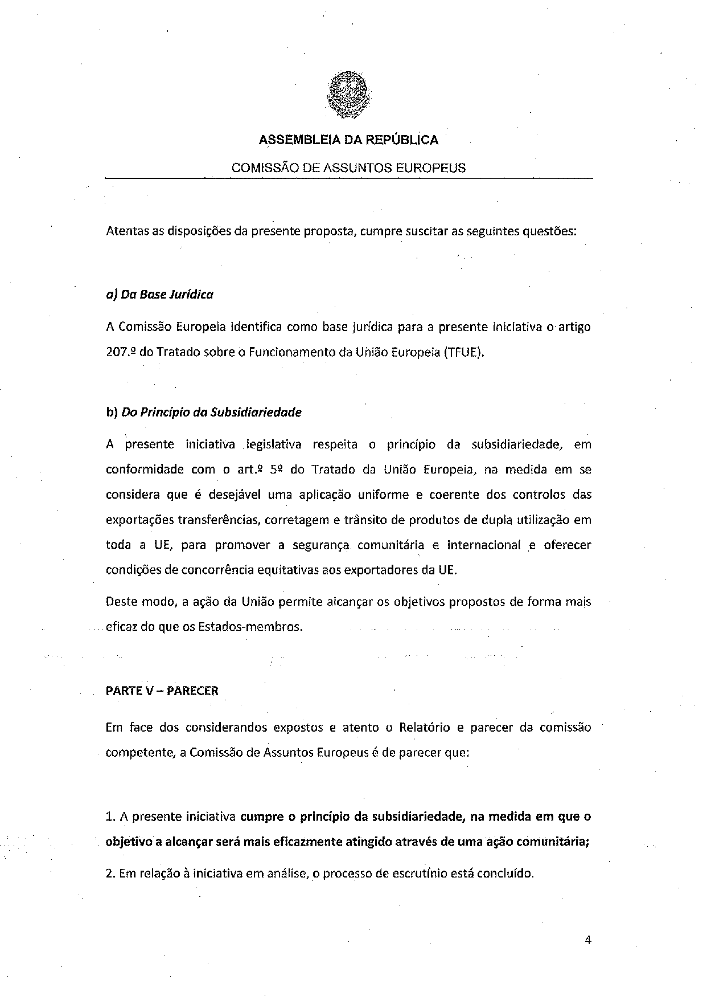 ASSEMBLEIA DA REPÚBLICA
COMISSÃO DE ASSUNTOS EUROPEUS
Atentas as disposições da presente proposta, cumpre suscitar as seguintes questões:
a) Da Base Jurídica
A Comissão Europeia identifica como base jurídica para a presente iniciativa o artigo
207.º do Tratado sobre o Funcionamento da União Europeia (TFUE).
b) Do Princípio da Subsidiariedade
A presente iniciativa legislativa respeita o princípio da subsidiariedade, em
conformidade com o art.º 5º do Tratado da União Europeia, na medida em se
considera que é desejável uma aplicação uniforme e coerente dos controlos das
exportações transferências, corretagem e trânsito de produtos de dupla utilização em
toda a UE, para promover a segurança comunitária e internacional e oferecer
condições de concorrência equitativas aos exportadores da UE.
Deste modo, a ação da União permite alcançar os objetivos propostos de forma mais
eficaz do que os Estados-membros.
PARTE V – PARECER
Em face dos considerandos expostos e atento o Relatório e parecer da comissão
competente, a Comissão de Assuntos Europeus é de parecer que:
1. A presente iniciativa cumpre o princípio da subsidiariedade, na medida em que o
objetivo a alcançar será mais eficazmente atingido através de uma ação comunitária;
2. Em relação à iniciativa em análise, o processo de escrutínio está concluído.
4